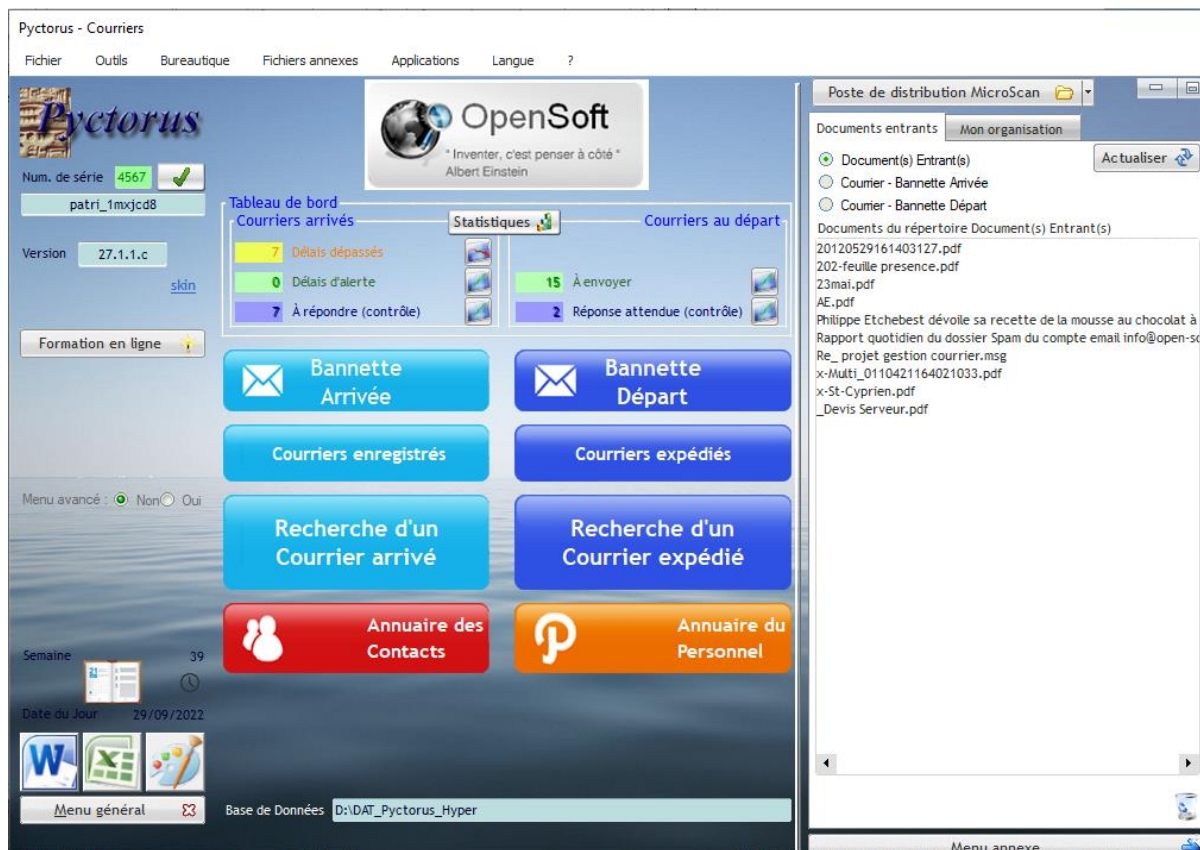 Pyctorus - Courriers
Fichier Outils Bureautique Fichiers annexes Applications Langue ?
Pyctorus
Num. de série 4567
patri_1mxjcd8
Version 27.1.1.c
skin
Formation en ligne
Menu avancé : Non Oui
Semaine 39
21
Date du Jour 29/09/2022
Menu général
OpenSoft
" Inventer, c'est penser à côté "
Albert Einstein
Tableau de bord
Courriers arrivés
Statistiques
Courriers au départ
7 Délais dépassés
0 Délais d'alerte
15 À envoyer
7 À répondre (contrôle)
2 Réponse attendue (contrôle)
Bannette
Arrivée
Bannette
Départ
Courriers enregistrés
Courriers expédiés
Recherche d'un
Courrier arrivé
Recherche d'un
Courrier expédié
Annuaire des
Contacts
Annuaire du
Personnel
Base de Données D:\DAT_Pyctorus_Hyper
Poste de distribution MicroScan
Documents entrants Mon organisation
Document(s) Entrant(s)
Actualiser
Courrier - Bannette Arrivée
Courrier - Bannette Départ
Documents du répertoire Document(s) Entrant(s)
20120529161403127.pdf
202-feuille presence.pdf
23mai.pdf
AE.pdf
Philippe Etchebest dévoile sa recette de la mousse au chocolat à
Rapport quotidien du dossier Spam du compte email info@open-so
Re_ projet gestion courrier.msg
x-Multi_0110421164021033.pdf
x-St-Cyprien.pdf
_Devis Serveur.pdf
Menu annexe